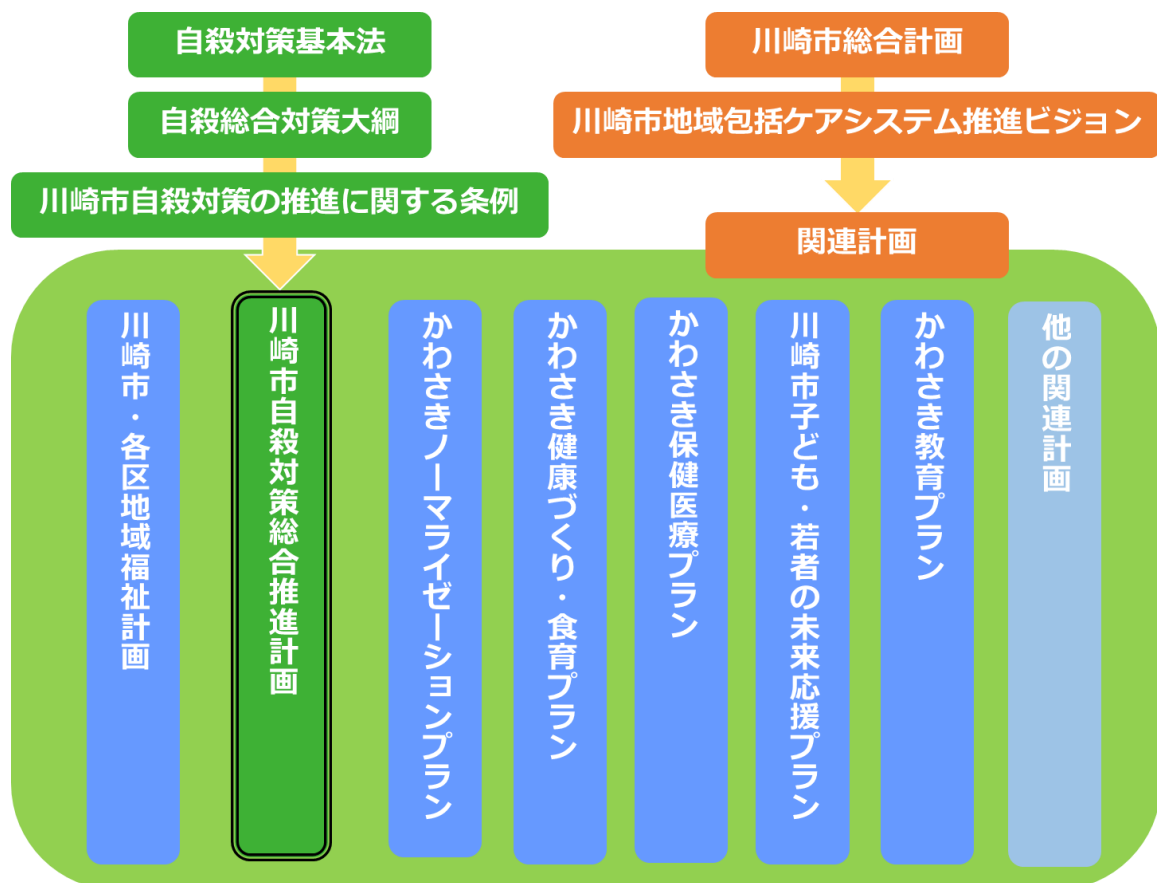 自殺対策基本法
自殺総合対策大綱
川崎市自殺対策の推進に関する条例
川崎市総合計画
川崎市地域包括ケアシステム推進ビジョン
関連計画
川崎市・各区地域福祉計画
川崎市自殺対策総合推進計画
かわさきノーマライゼーションプラン
かわさき健康づくり・食育プラン
かわさき保健医療プラン
川崎市子ども・若者の未来応援プラン
かわさき教育プラン
他の関連計画